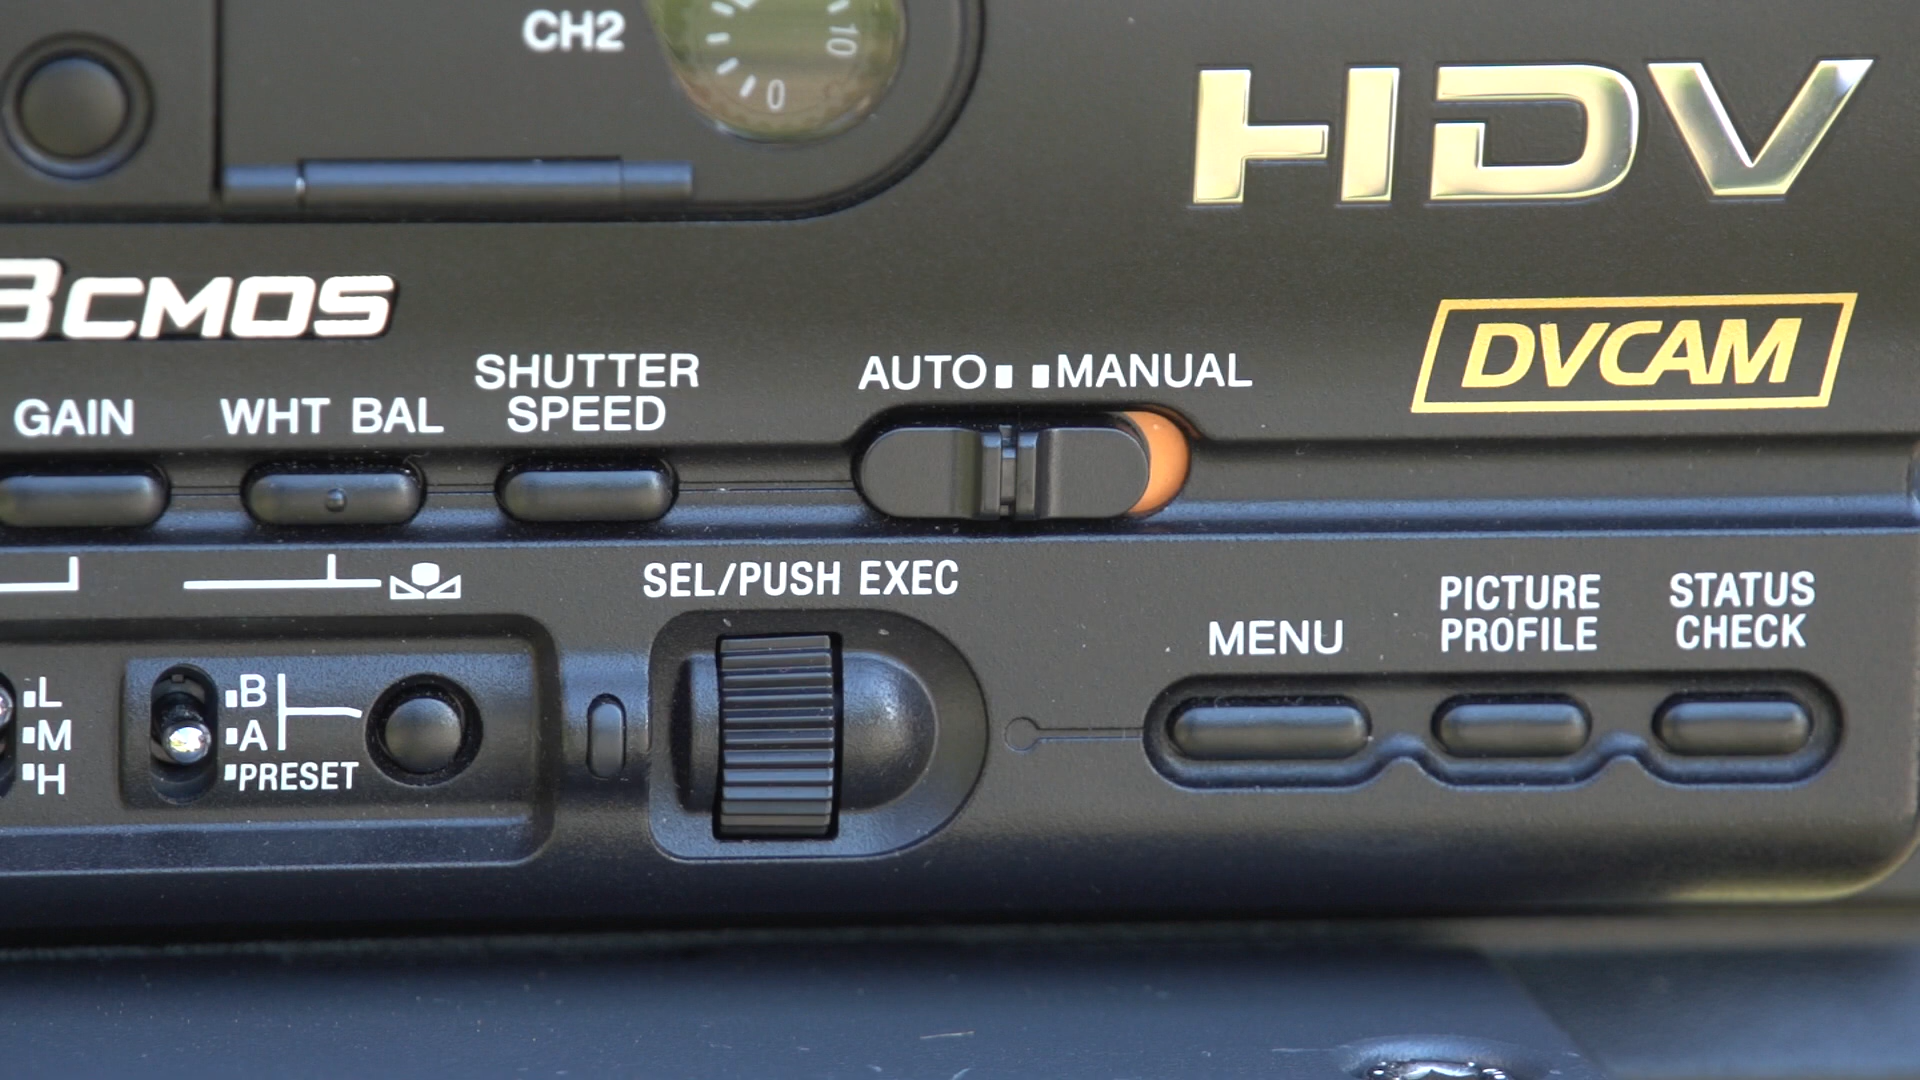 CH2
10
0
HDV
3CMOS
DVCAM
SHUTTER
SPEED
AUTO MANUAL
GAIN
WHT BAL
SEL/PUSH EXEC
MENU
PICTURE
PROFILE
STATUS
CHECK
L
M
H
B
A
PRESET